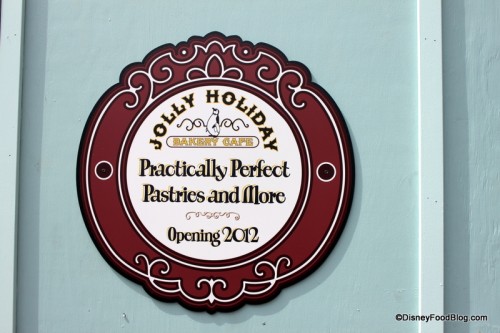 JOLLY HOLIDAY
BAKERY CAFE
Practically Perfect
Pastries and More
Opening 2012
©DisneyFoodBlog.com